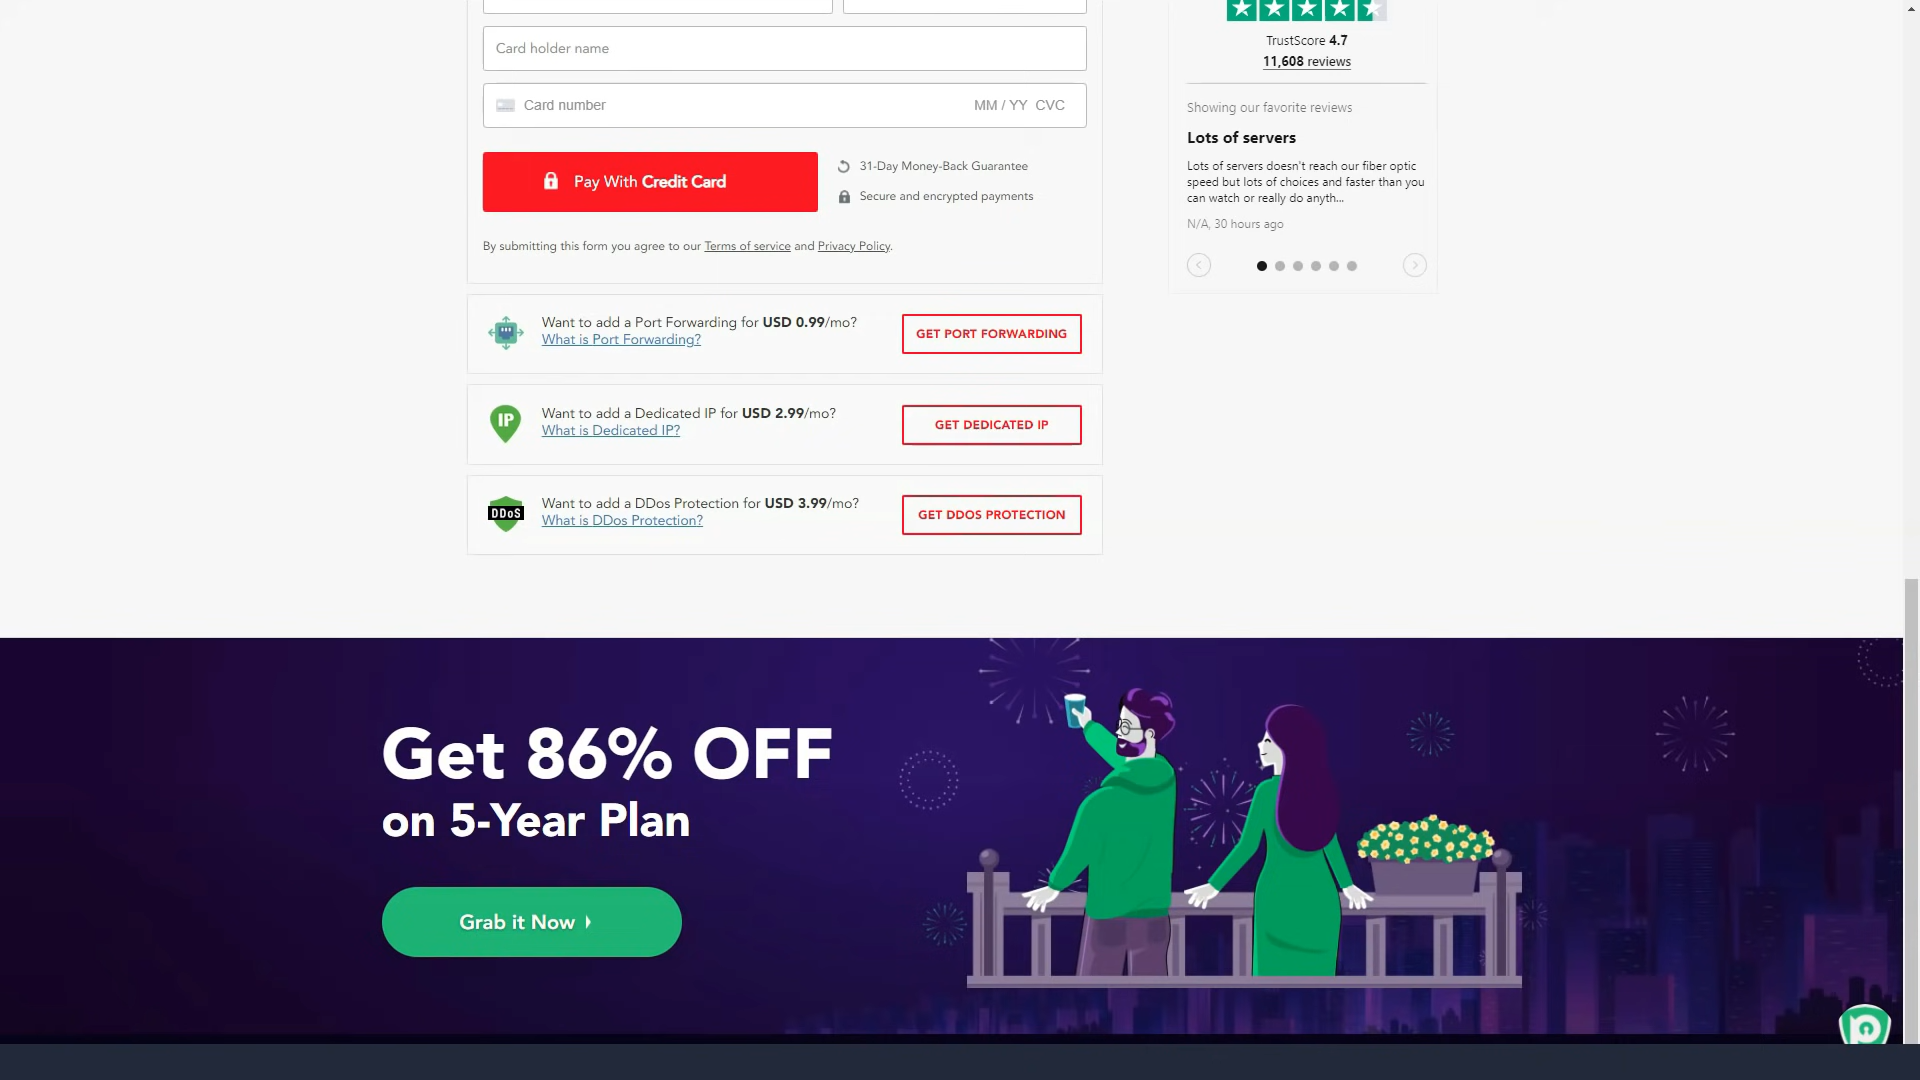 Card holder name
Card number MM / YY CVC
Pay With Credit Card
31-Day Money-Back Guarantee
Secure and encrypted payments
By submitting this form you agree to our Terms of service and Privacy Policy.
TrustScore 4.7
11,608 reviews
Showing our favorite reviews
Lots of servers
Lots of servers doesn't reach our fiber optic
speed but lots of choices and faster than you
can watch or really do anyth...
N/A, 30 hours ago
Want to add a Port Forwarding for USD 0.99/mo?
What is Port Forwarding?
GET PORT FORWARDING
IP
Want to add a Dedicated IP for USD 2.99/mo?
What is Dedicated IP?
GET DEDICATED IP
DDoS
Want to add a DDos Protection for USD 3.99/mo?
What is DDos Protection?
GET DDOS PROTECTION
Get 86% OFF
on 5-Year Plan
Grab it Now